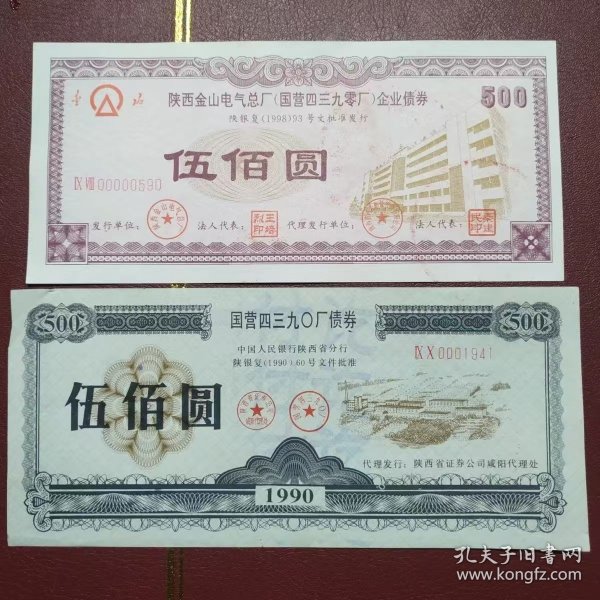 金山
陕西金山电气总厂(国营四三九零厂)企业债券
500
陕银复(1998)93号文批准发行
伍佰圆
Ⅸ Ⅷ 00000590
发行单位:
法人代表:
代理发行单位:
法人代表:
500
国营四三九〇厂债券
500
中国人民银行陕西省分行
陕银复(1990)60号文件批准
Ⅸ Ⅹ 0001941
伍佰圆
代理发行:陕西省证券公司咸阳代理处
500
1990
500
孔夫子旧书网
www.kongfz.com